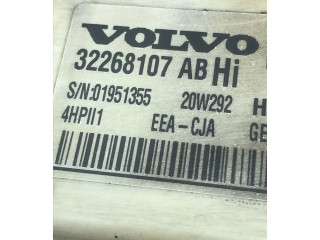 VOLVO
32268107 AB Hi
S/N:01951355 20W292 H
4HPII1 EEA-CJA GE